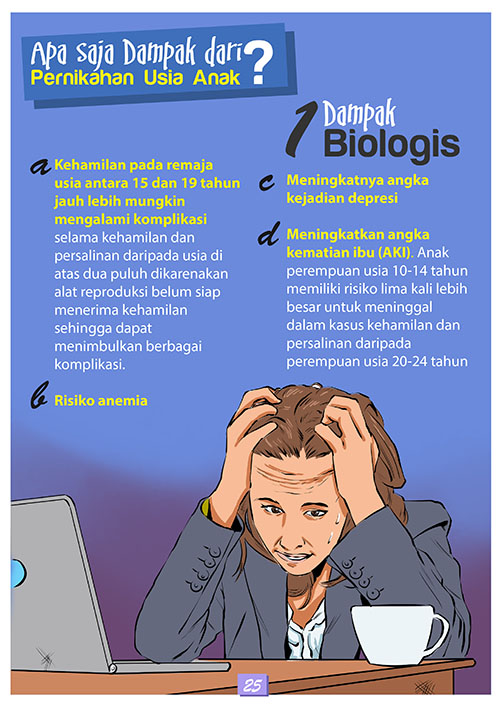 Apa saja Dampak dari
Pernikahan Usia Anak ?
1 Dampak
Biologis
a Kehamilan pada remaja
usia antara 15 dan 19 tahun
jauh lebih mungkin
mengalami komplikasi
selama kehamilan dan
persalinan daripada usia di
atas dua puluh dikarenakan
alat reproduksi belum siap
menerima kehamilan
sehingga dapat
menimbulkan berbagai
komplikasi.
b Risiko anemia
c Meningkatnya angka
kejadian depresi
d Meningkatkan angka
kematian ibu (AKI). Anak
perempuan usia 10-14 tahun
memiliki risiko lima kali lebih
besar untuk meninggal
dalam kasus kehamilan dan
persalinan daripada
perempuan usia 20-24 tahun
25